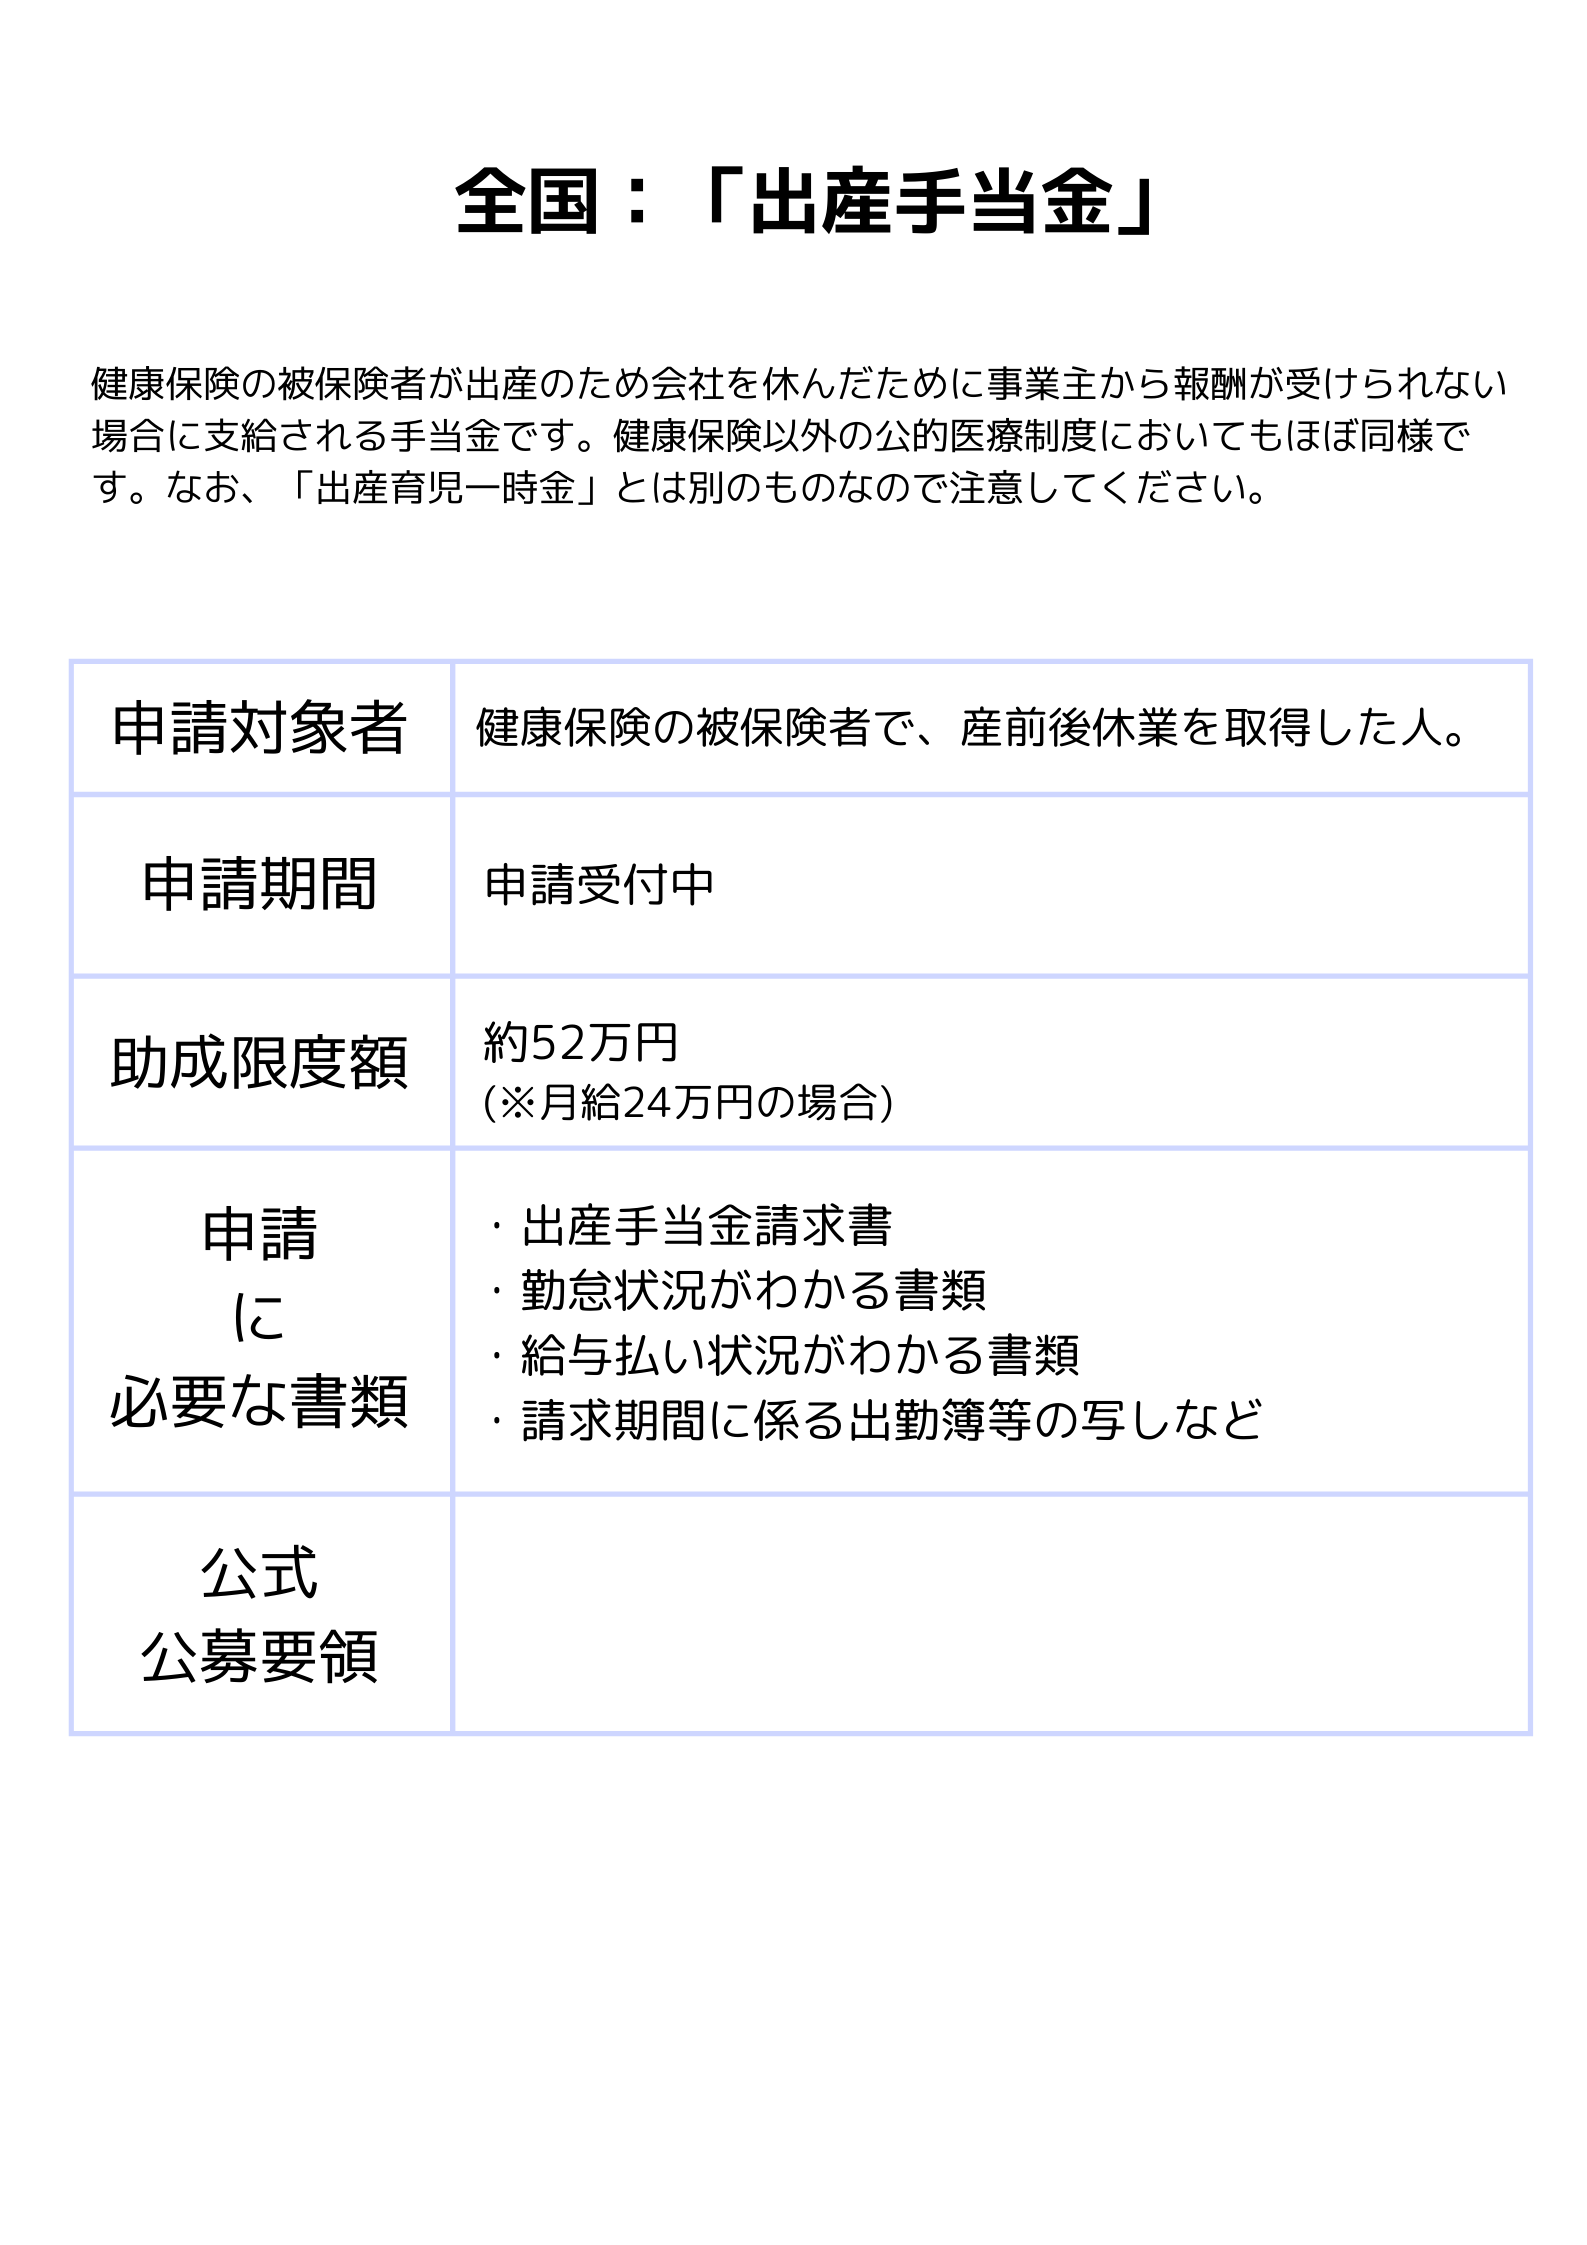 全国：「出産手当金」
健康保険の被保険者が出産のため会社を休んだために事業主から報酬が受けられない
場合に支給される手当金です。健康保険以外の公的医療制度においてもほぼ同様で
す。なお、「出産育児一時金」とは別のものなので注意してください。
申請対象者
健康保険の被保険者で、産前後休業を取得した人。
申請期間
申請受付中
助成限度額
約52万円
(※月給24万円の場合)
申請
に
必要な書類
・出産手当金請求書
・勤怠状況がわかる書類
・給与払い状況がわかる書類
・請求期間に係る出勤簿等の写しなど
公式
公募要領